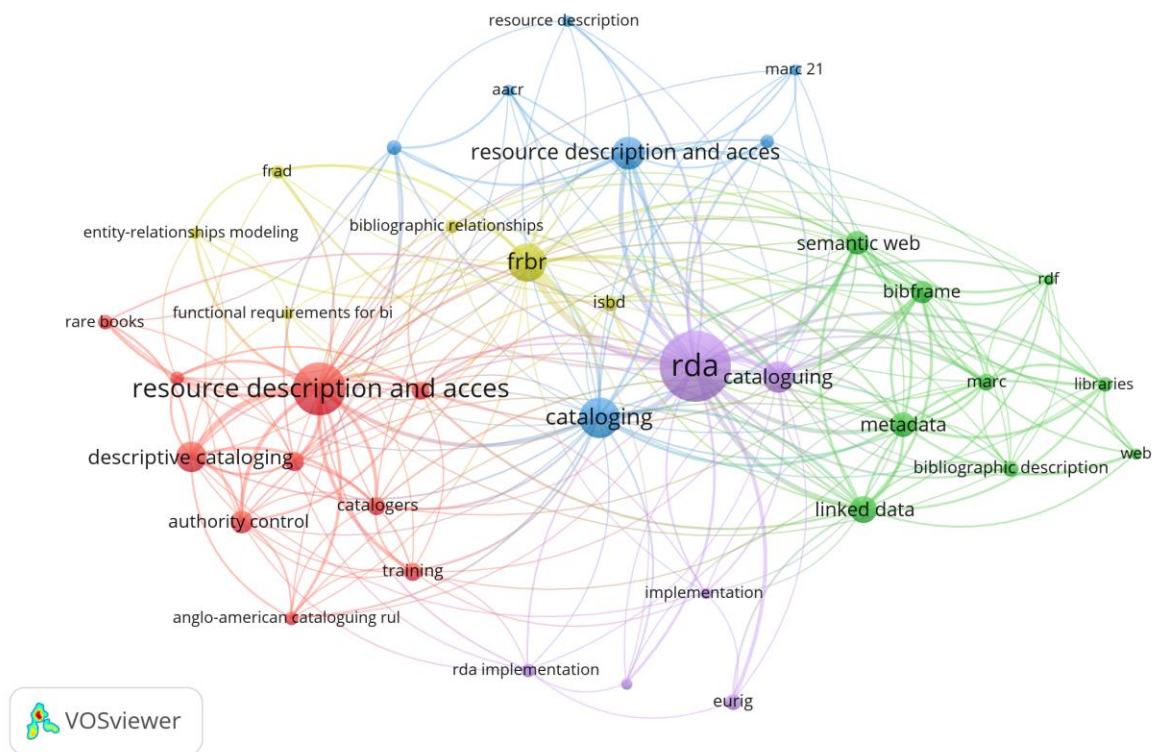 resource description
marc 21
aacr
resource description and acces
frad
bibliographic relationships
entity-relationships modeling
semantic web
frbr
rdf
bibframe
isbd
functional requirements for bi
rare books
rda
cataloguing
marc
libraries
resource description and acces
cataloging
metadata
descriptive cataloging
web
bibliographic description
catalogers
linked data
authority control
training
implementation
anglo-american cataloguing rul
rda implementation
eurig
VOSviewer